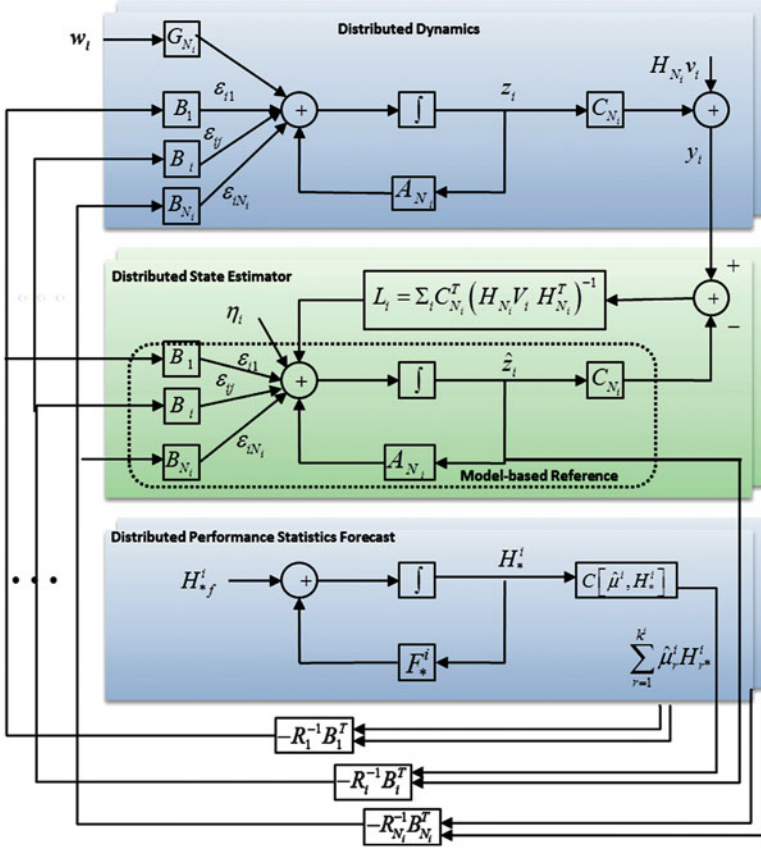 Distributed Dynamics
w_i
G_{N_i}
H_{N_i} v_i
B_1
ε_{i1}
+
∫
z_i
C_{N_i}
+
B_i
ε_{ij}
y_i
B_{N_i}
ε_{iN_i}
A_{N_i}
+
Distributed State Estimator
L_i = Σ_i C_{N_i}^T (H_{N_i} V_i H_{N_i}^T)^{-1}
+
−
η_i
B_1
ε_{i1}
ẑ_i
B_i
ε_{ij}
+
∫
C_{N_i}
B_{N_i}
ε_{iN_i}
A_{N_i}
Model-based Reference
Distributed Performance Statistics Forecast
H_{*f}^i
+
∫
H_*^i
C[μ̂^i, H_*^i]
F_*^i
∑_{r=1}^{k^i} μ̂_r^i H_{r*}^i
−R_1^{-1} B_1^T
−R_i^{-1} B_i^T
−R_{N_i}^{-1} B_{N_i}^T